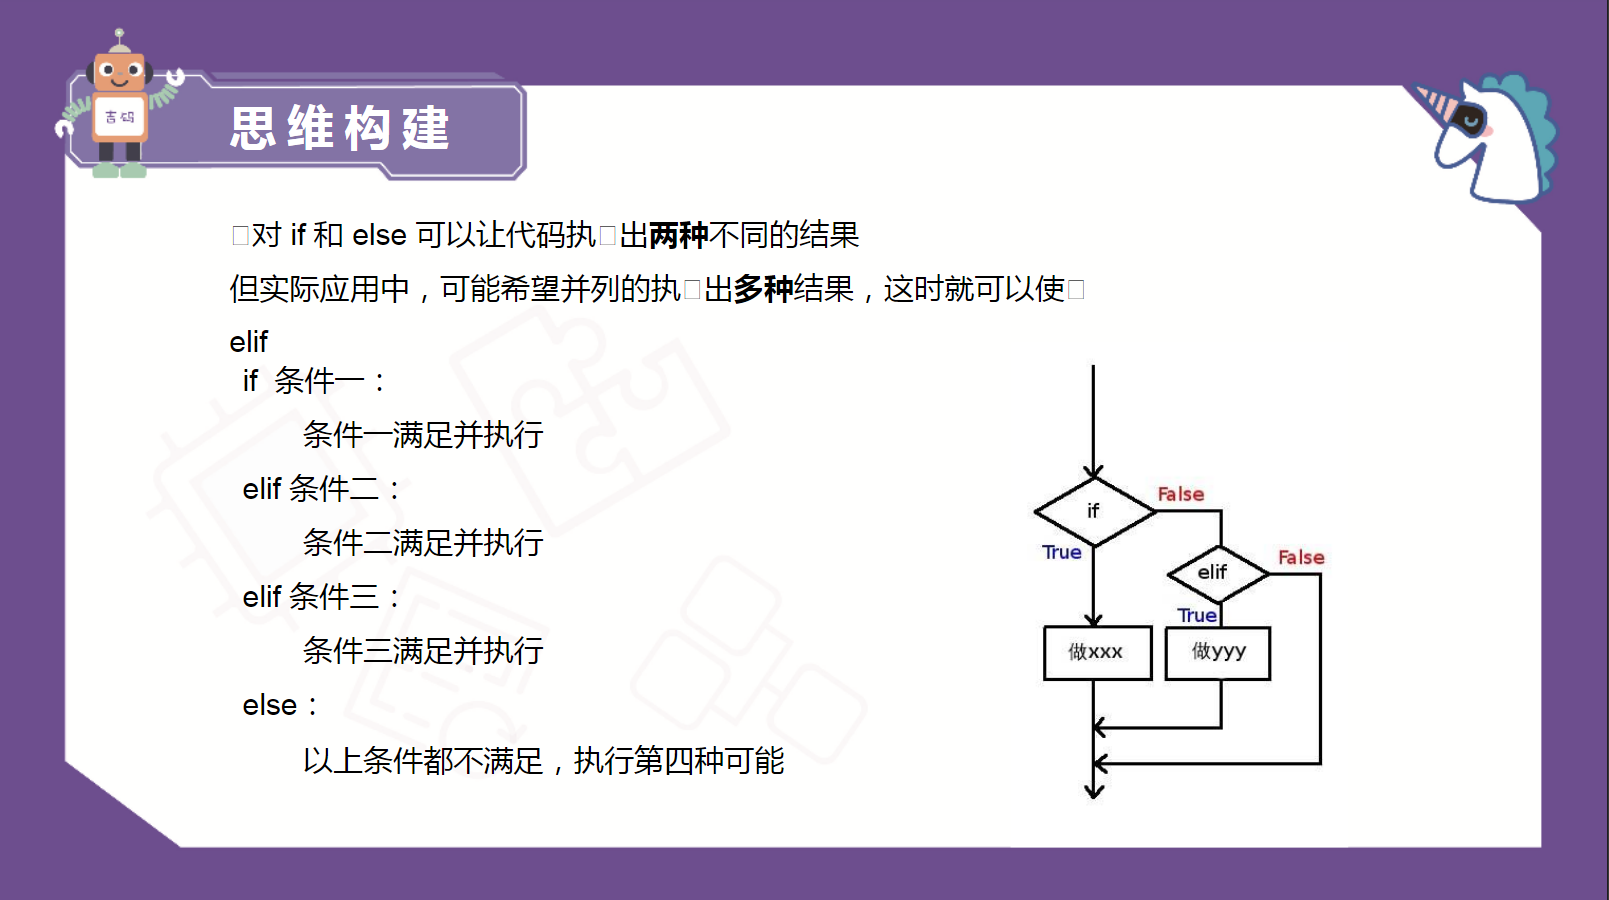 吉码
思维构建
对 if 和 else 可以让代码执出两种不同的结果
但实际应用中，可能希望并列的执出多种结果，这时就可以使
elif
if 条件一：
条件一满足并执行
elif 条件二：
条件二满足并执行
elif 条件三：
条件三满足并执行
else：
以上条件都不满足，执行第四种可能
if
False
True
elif
False
True
做xxx
做yyy